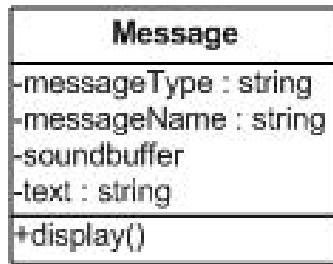 Message
-messageType : string
-messageName : string
-soundbuffer
-text : string
+display()